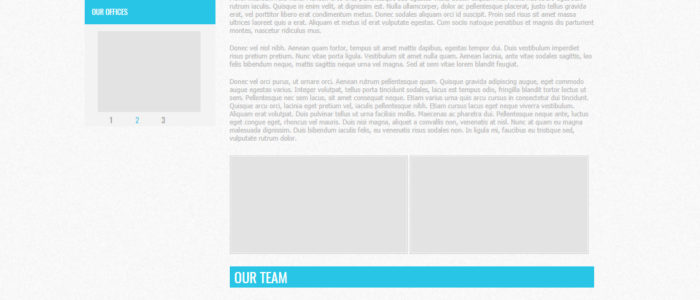 OUR OFFICES
1 2 3
rutrum iaculis. Quisque in enim velit, at dignissim est. Nulla ullamcorper, dolor ac pellentesque placerat, justo tellus gravida
erat, vel porttitor libero erat condimentum metus. Donec sodales aliquam orci id suscipit. Proin sed risus sit amet massa
ultrices laoreet quis a erat. Aliquam et metus id erat vulputate egestas. Cum sociis natoque penatibus et magnis dis parturient
montes, nascetur ridiculus mus.
Donec vel nisl nibh. Aenean quam tortor, tempus sit amet mattis dapibus, egestas tempor dui. Duis vestibulum imperdiet
risus pretium pretium. Nunc vitae porta ligula. Vestibulum sit amet nulla quam. Aenean lacinia, ante vitae sodales sagittis, leo
felis bibendum neque, mattis sagittis neque urna vel magna. Sed at sem vitae lorem blandit feugiat.
Donec vel orci purus, ut ornare orci. Aenean rutrum pellentesque quam. Quisque gravida adipiscing augue, eget commodo
augue egestas varius. Integer volutpat, tellus porta tincidunt sodales, lacus est tempus odio, fringilla blandit tortor lectus ut
sem. Pellentesque nec sem lacus, sit amet consequat neque. Etiam varius urna quis arcu cursus in consectetur dui tincidunt.
Quisque arcu orci, lacinia eget pretium vel, iaculis pellentesque nibh. Etiam cursus lacus eget neque viverra vestibulum.
Aliquam erat volutpat. Duis pulvinar tellus ut urna facilisis mollis. Maecenas ac pharetra dui. Pellentesque neque ante, luctus
eget congue eget, rhoncus vel mauris. Duis nisi magna, aliquet a convallis non, venenatis at nisl. Nunc at quam eu magna
malesuada dignissim. Duis bibendum iaculis felis, eu venenatis risus sodales non. In ligula mi, faucibus eu tristique sed,
vulputate rutrum dolor.
OUR TEAM